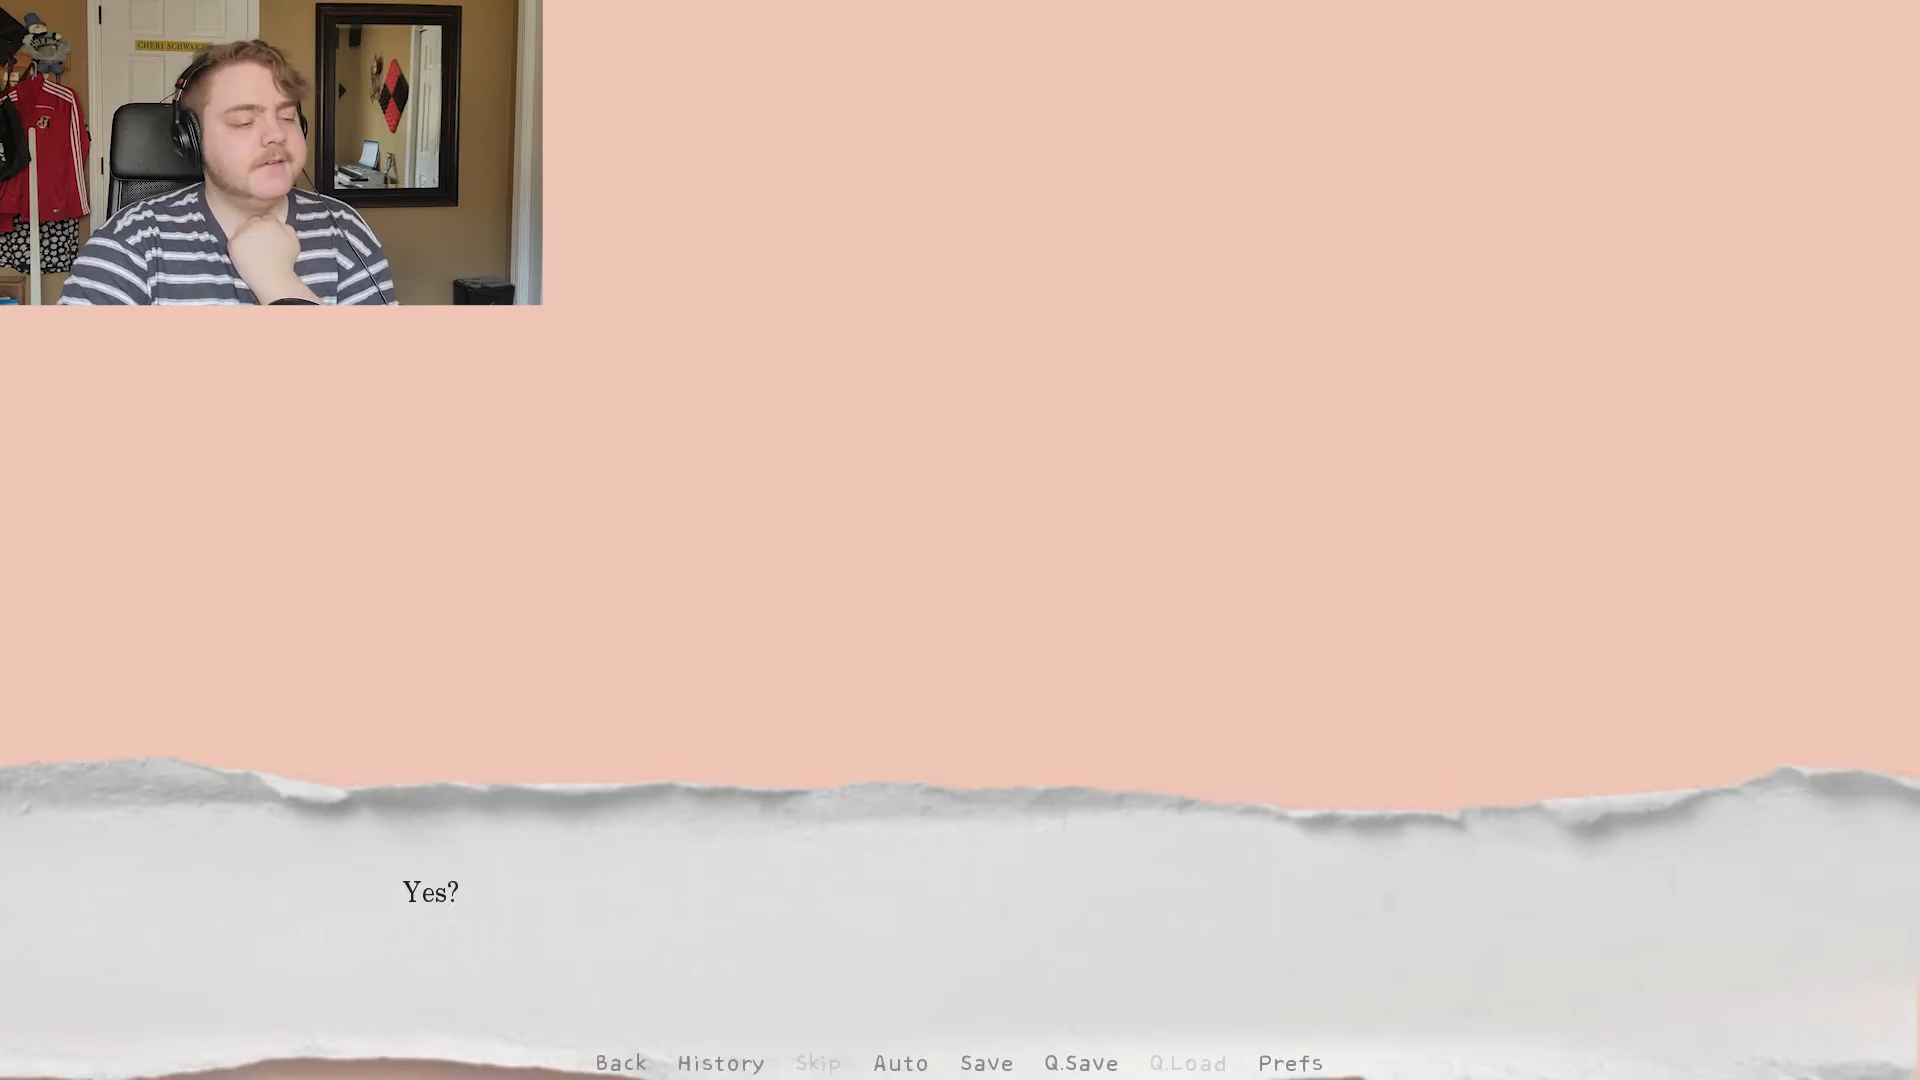 CHERI SCHWAR
Yes?
Back History Skip Auto Save Q.Save Q.Load Prefs